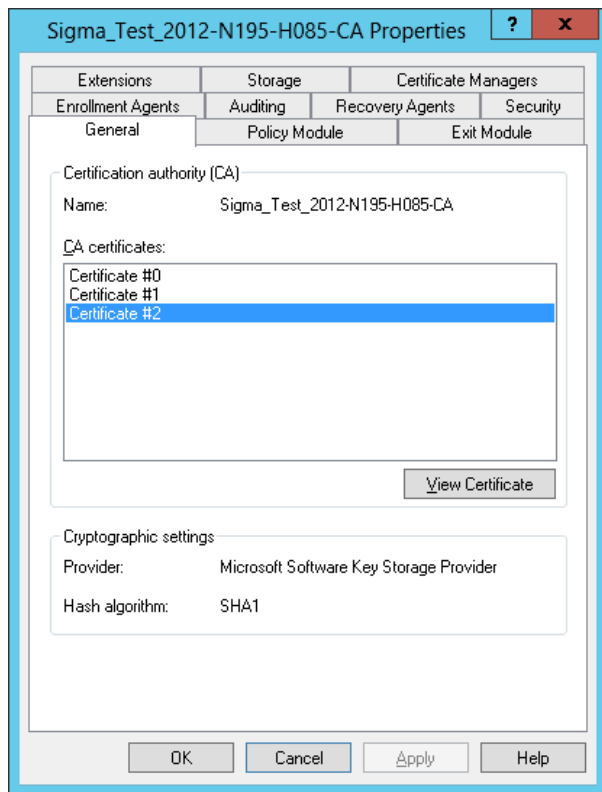 Sigma_Test_2012-N195-H085-CA Properties ? x
Extensions Storage Certificate Managers
Enrollment Agents Auditing Recovery Agents Security
General Policy Module Exit Module
Certification authority (CA)
Name: Sigma_Test_2012-N195-H085-CA
CA certificates:
Certificate #0
Certificate #1
Certificate #2
View Certificate
Cryptographic settings
Provider: Microsoft Software Key Storage Provider
Hash algorithm: SHA1
OK Cancel Apply Help